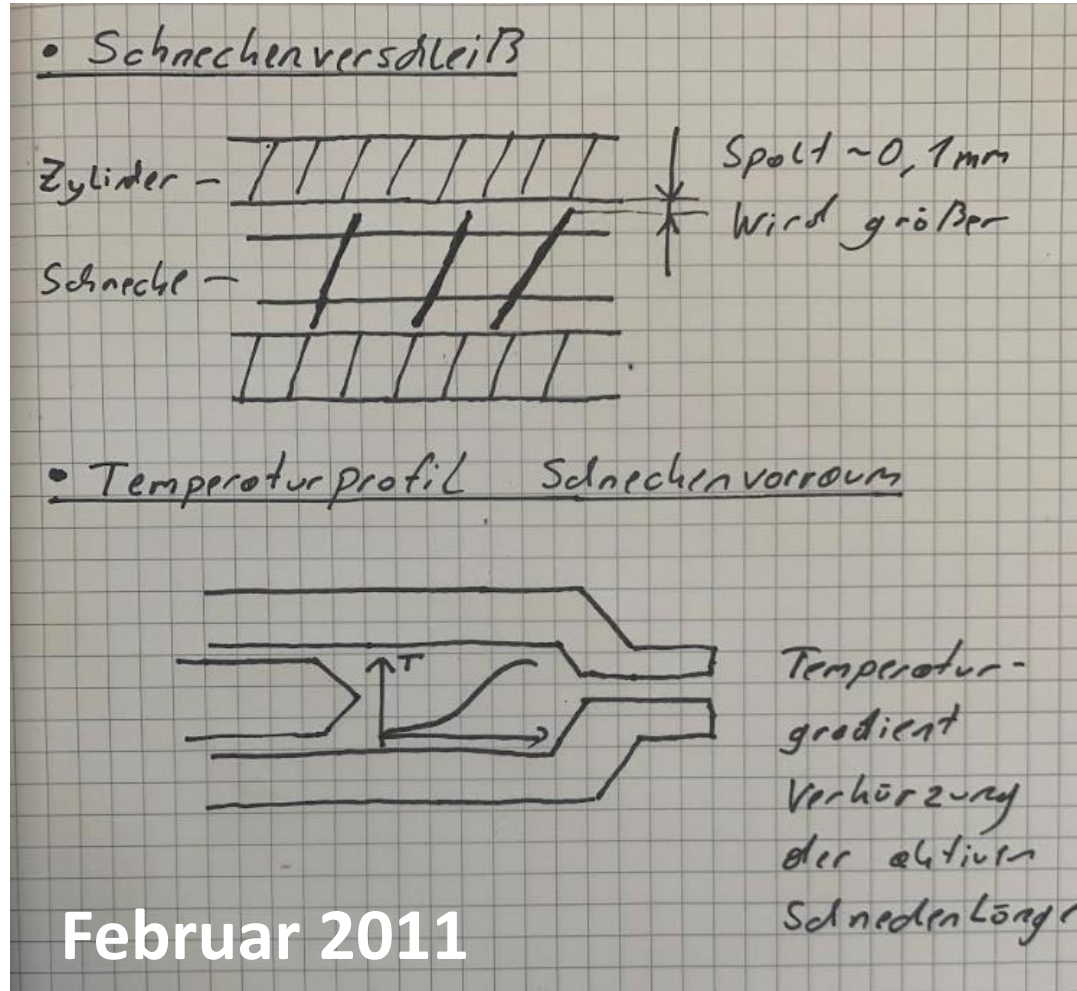 • Schneckenverschleiß
Zylinder -
Spalt ~0,1mm
Wird größer
Schnecke -
• Temperaturprofil Schneckenvorraum
T
Temperatur-
gradient
Verkürzung
der aktiven
Schneckenlänge
Februar 2011